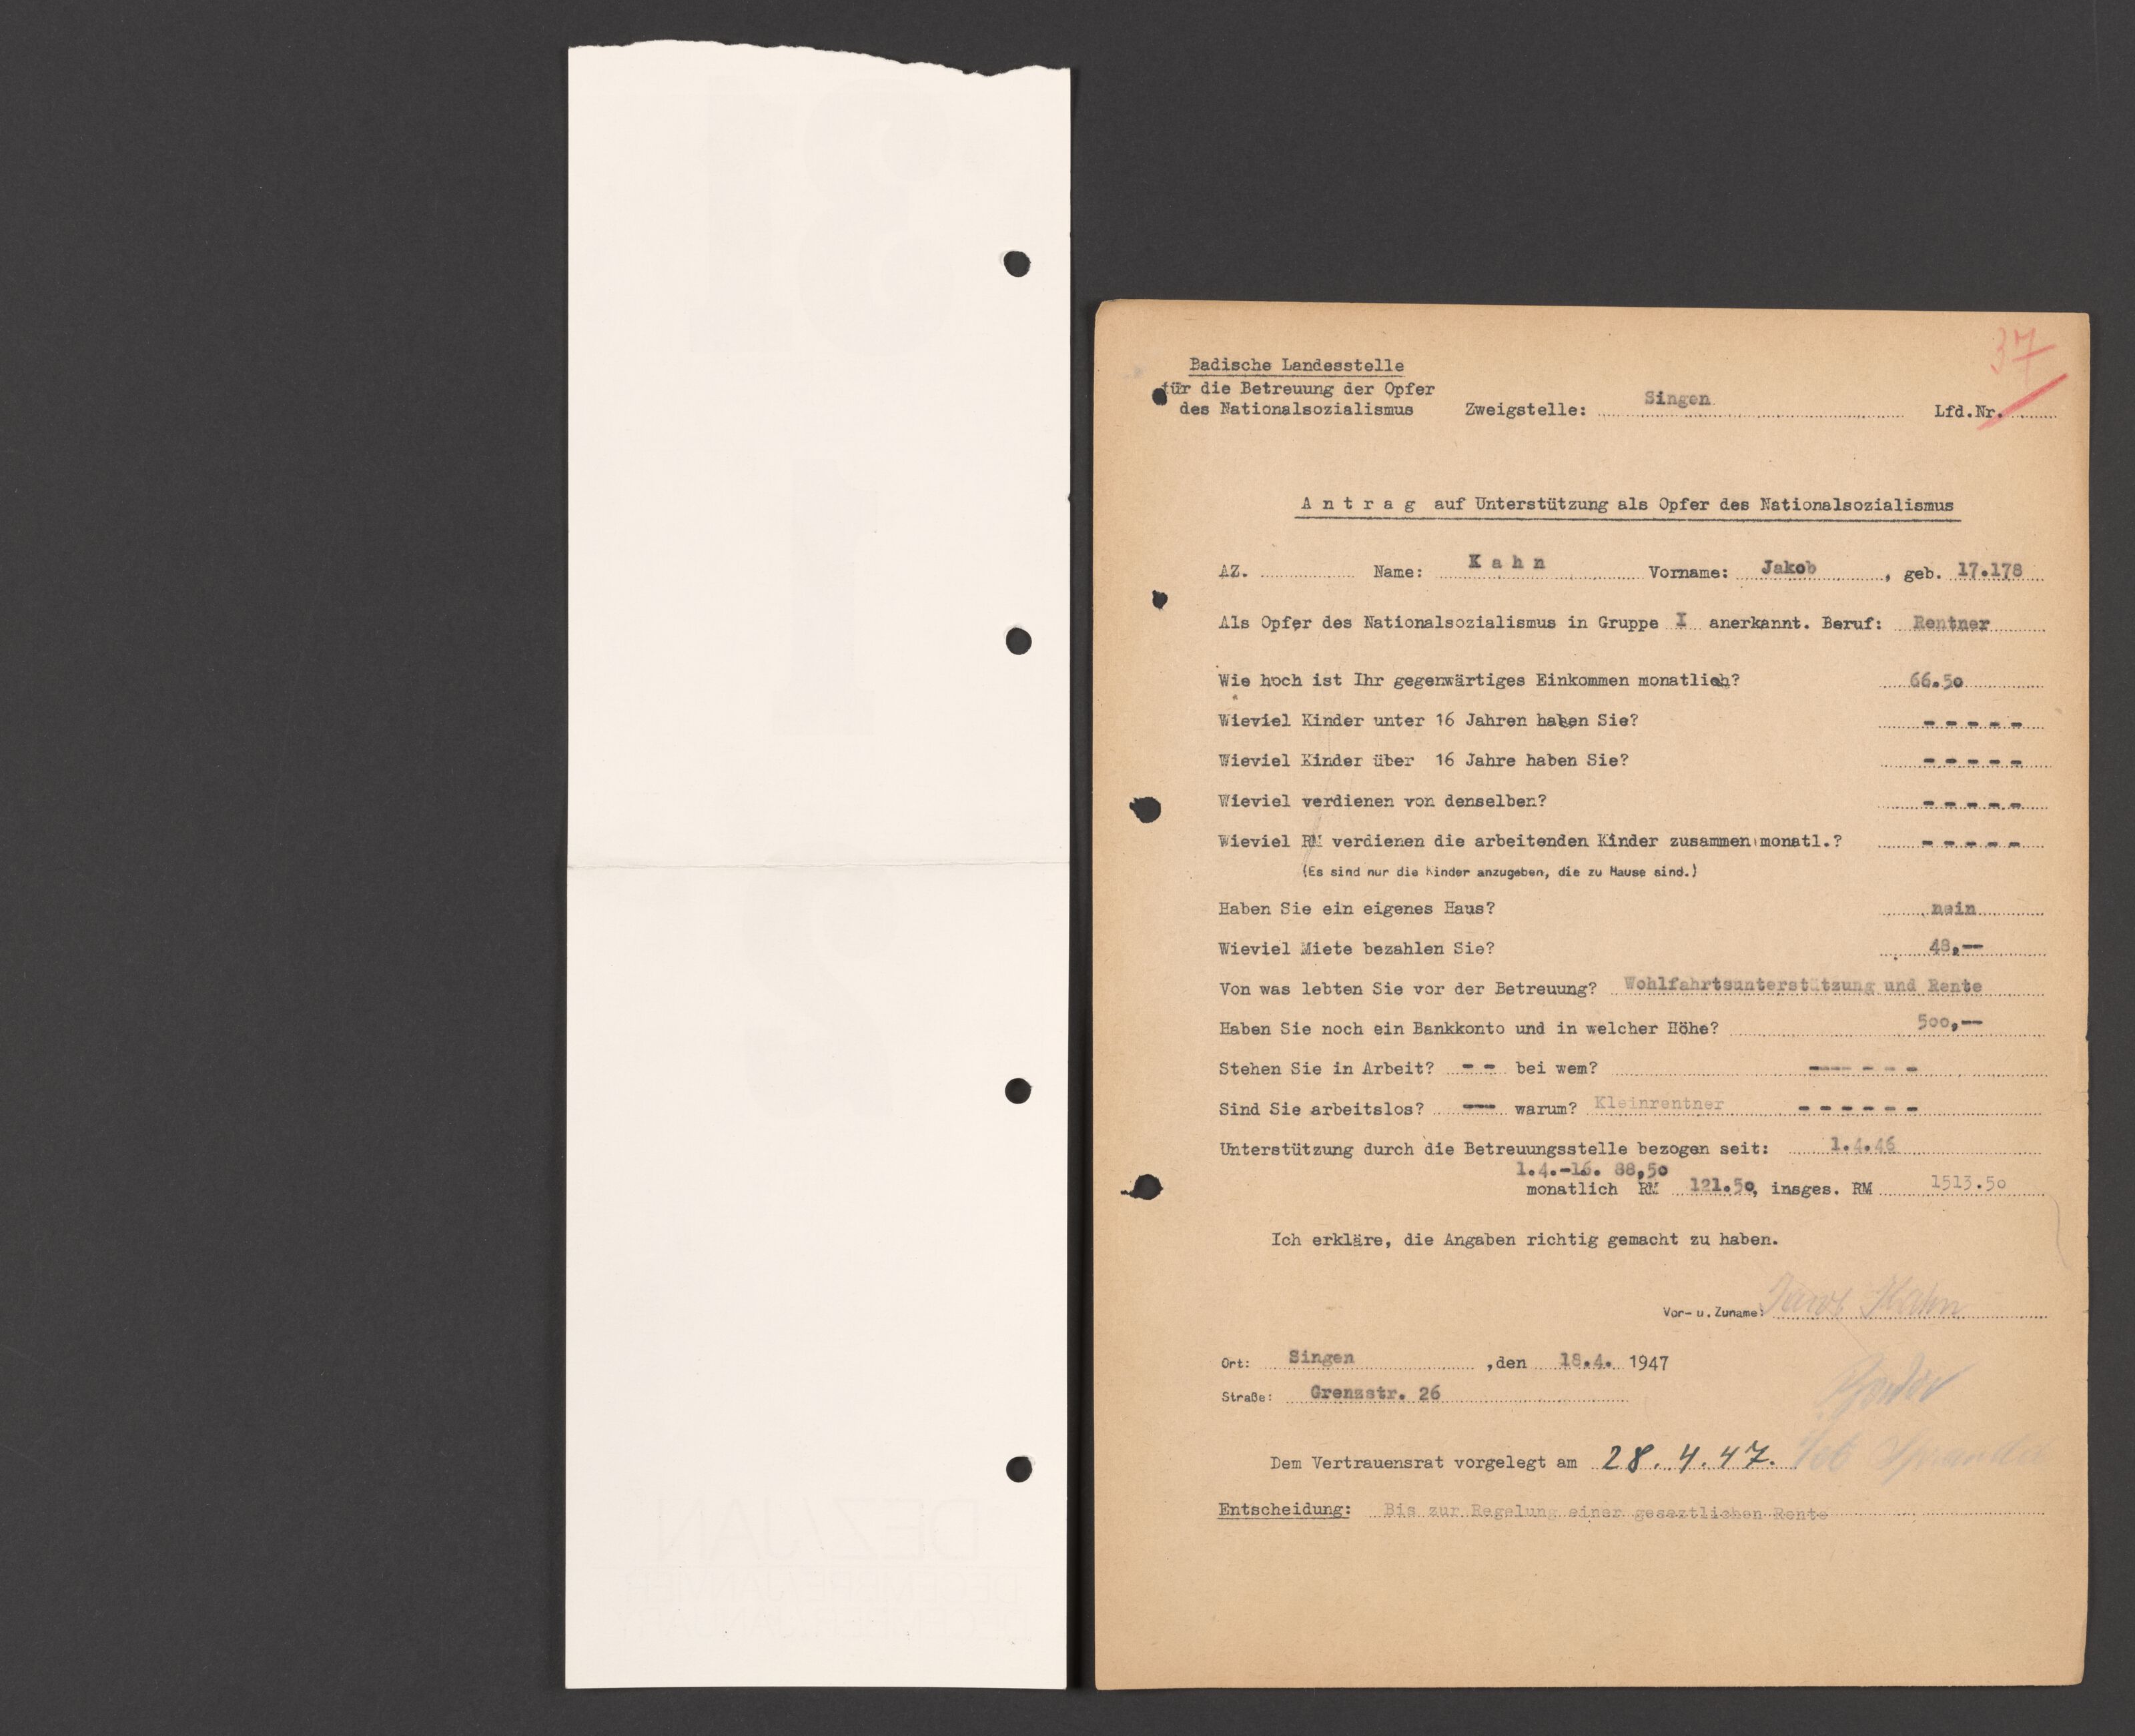 37
Badische Landesstelle
für die Betreuung der Opfer
des Nationalsozialismus Zweigstelle: Singen Lfd.Nr.
A n t r a g auf Unterstützung als Opfer des Nationalsozialismus
AZ. Name: K a h n Vorname: Jakob , geb. 17.178
Als Opfer des Nationalsozialismus in Gruppe I anerkannt. Beruf: Rentner
Wie hoch ist Ihr gegenwärtiges Einkommen monatlich? 66.50
Wieviel Kinder unter 16 Jahren haben Sie? - - - - -
Wieviel Kinder über 16 Jahre haben Sie? - - - - -
Wieviel verdienen von denselben? - - - - -
Wieviel RM verdienen die arbeitenden Kinder zusammen monatl.? - - - - -
(Es sind nur die Kinder anzugeben, die zu Hause sind.)
Haben Sie ein eigenes Haus? nein
Wieviel Miete bezahlen Sie? 48,--
Von was lebten Sie vor der Betreuung? Wohlfahrtsunterstützung und Rente
Haben Sie noch ein Bankkonto und in welcher Höhe? 500,--
Stehen Sie in Arbeit? - - bei wem? ---- - - -
Sind Sie arbeitslos? --- warum? Kleinrentner - - - - - -
Unterstützung durch die Betreuungsstelle bezogen seit: 1.4.46
1.4.-16. 88,50
monatlich RM 121.50, insges. RM 1513.50
Ich erkläre, die Angaben richtig gemacht zu haben.
Vor- u. Zuname: Jakob Kahn
Ort: Singen ,den 18.4. 1947
Straße: Grenzstr. 26
Dem Vertrauensrat vorgelegt am 28.4.47.
Entscheidung: Bis zur Regelung einer geseztlichen Rente